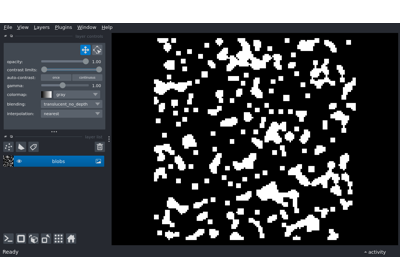 File View Layers Plugins Window Help
opacity: 1.00
contrast limits:
auto-contrast: once continuous
gamma: 1.00
colormap: gray
blending: translucent_no_depth
interpolation: nearest
blobs
Ready
activity